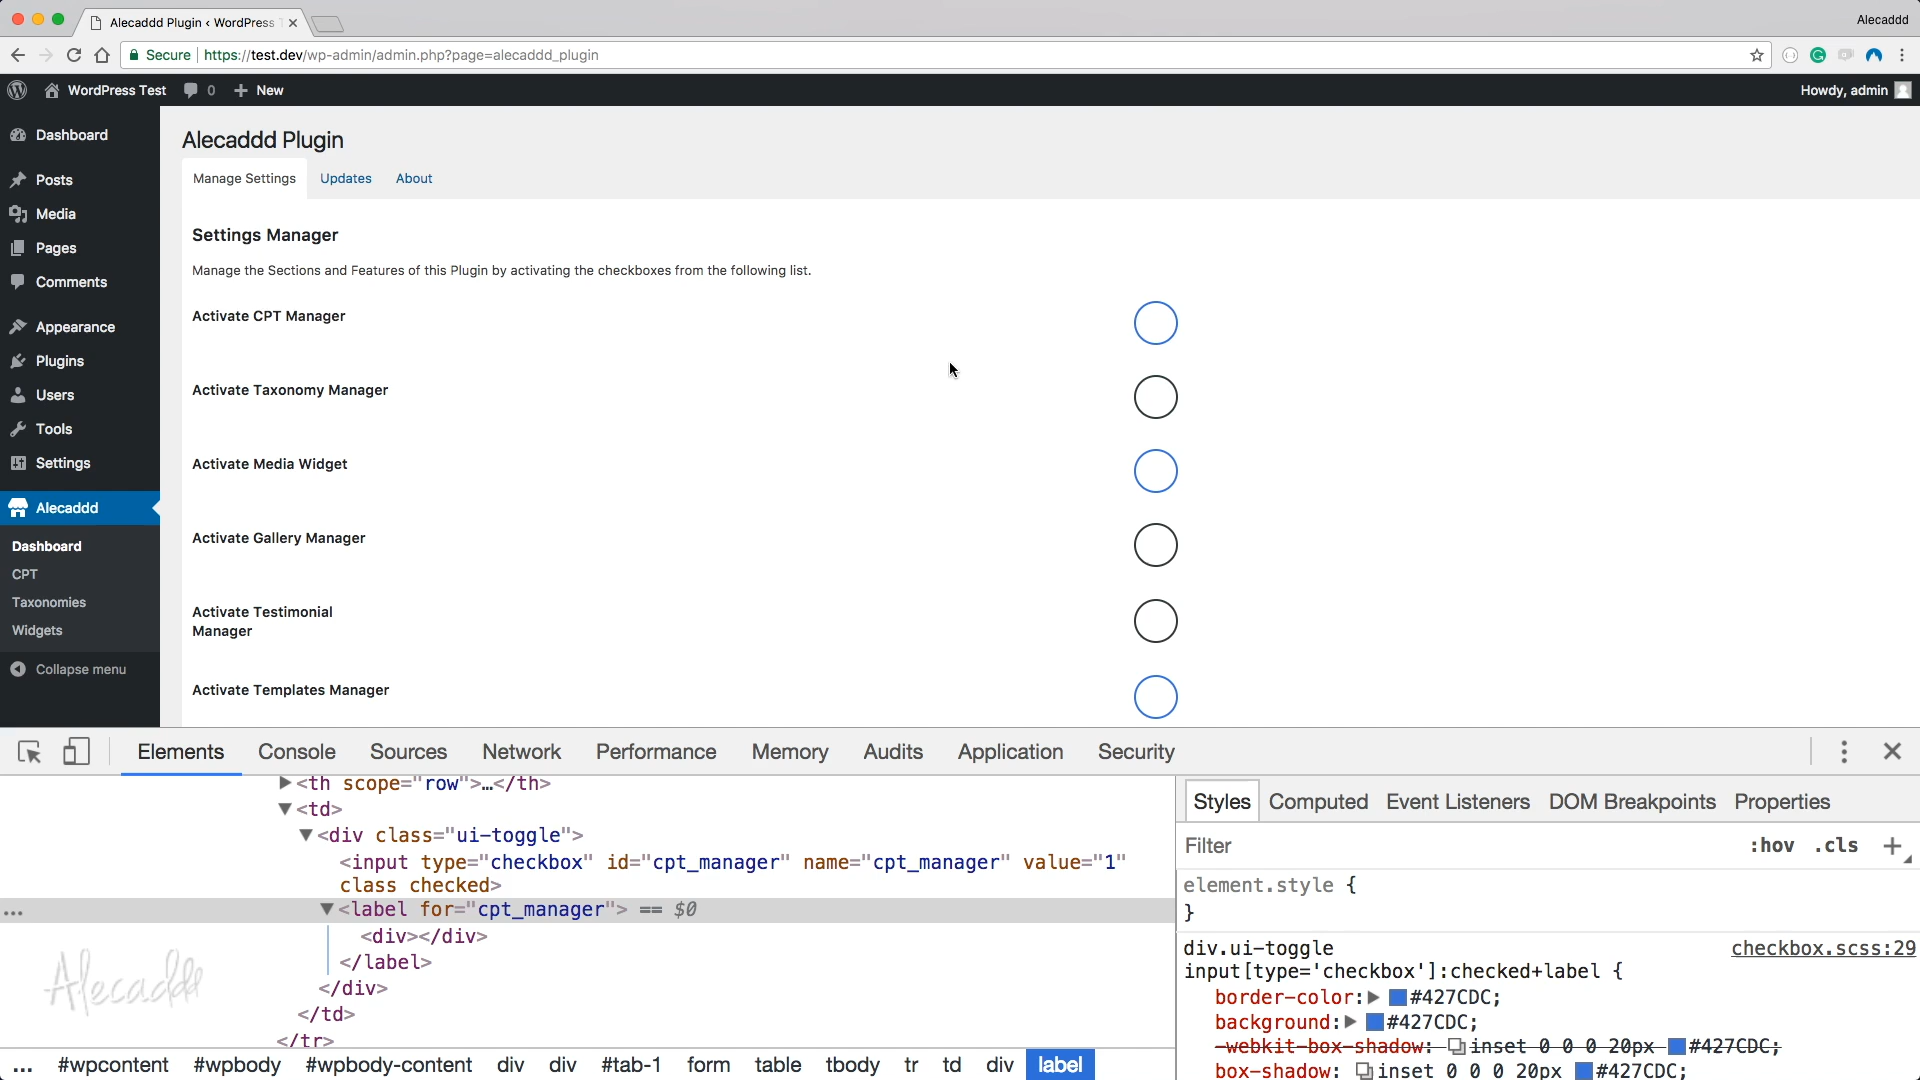 Alecaddd Plugin ‹ WordPress
Alecaddd
Secure https://test.dev/wp-admin/admin.php?page=alecaddd_plugin
WordPress Test 0 New
Howdy, admin
Dashboard
Posts
Media
Pages
Comments
Appearance
Plugins
Users
Tools
Settings
Alecaddd
Dashboard
CPT
Taxonomies
Widgets
Collapse menu
Alecaddd Plugin
Manage Settings Updates About
Settings Manager
Manage the Sections and Features of this Plugin by activating the checkboxes from the following list.
Activate CPT Manager
Activate Taxonomy Manager
Activate Media Widget
Activate Gallery Manager
Activate Testimonial
Manager
Activate Templates Manager
Elements Console Sources Network Performance Memory Audits Application Security
<th scope="row">…</th>
<td>
<div class="ui-toggle">
<input type="checkbox" id="cpt_manager" name="cpt_manager" value="1"
class checked>
... <label for="cpt_manager"> == $0
<div></div>
</label>
</div>
</td>
</tr>
Alecaddd
... #wpcontent #wpbody #wpbody-content div div #tab-1 form table tbody tr td div label
Styles Computed Event Listeners DOM Breakpoints Properties
Filter :hov .cls +
element.style {
}
div.ui-toggle checkbox.scss:29
input[type='checkbox']:checked+label {
border-color: #427CDC;
background: #427CDC;
-webkit-box-shadow: inset 0 0 0 20px #427CDC;
box-shadow: inset 0 0 0 20px #427CDC;